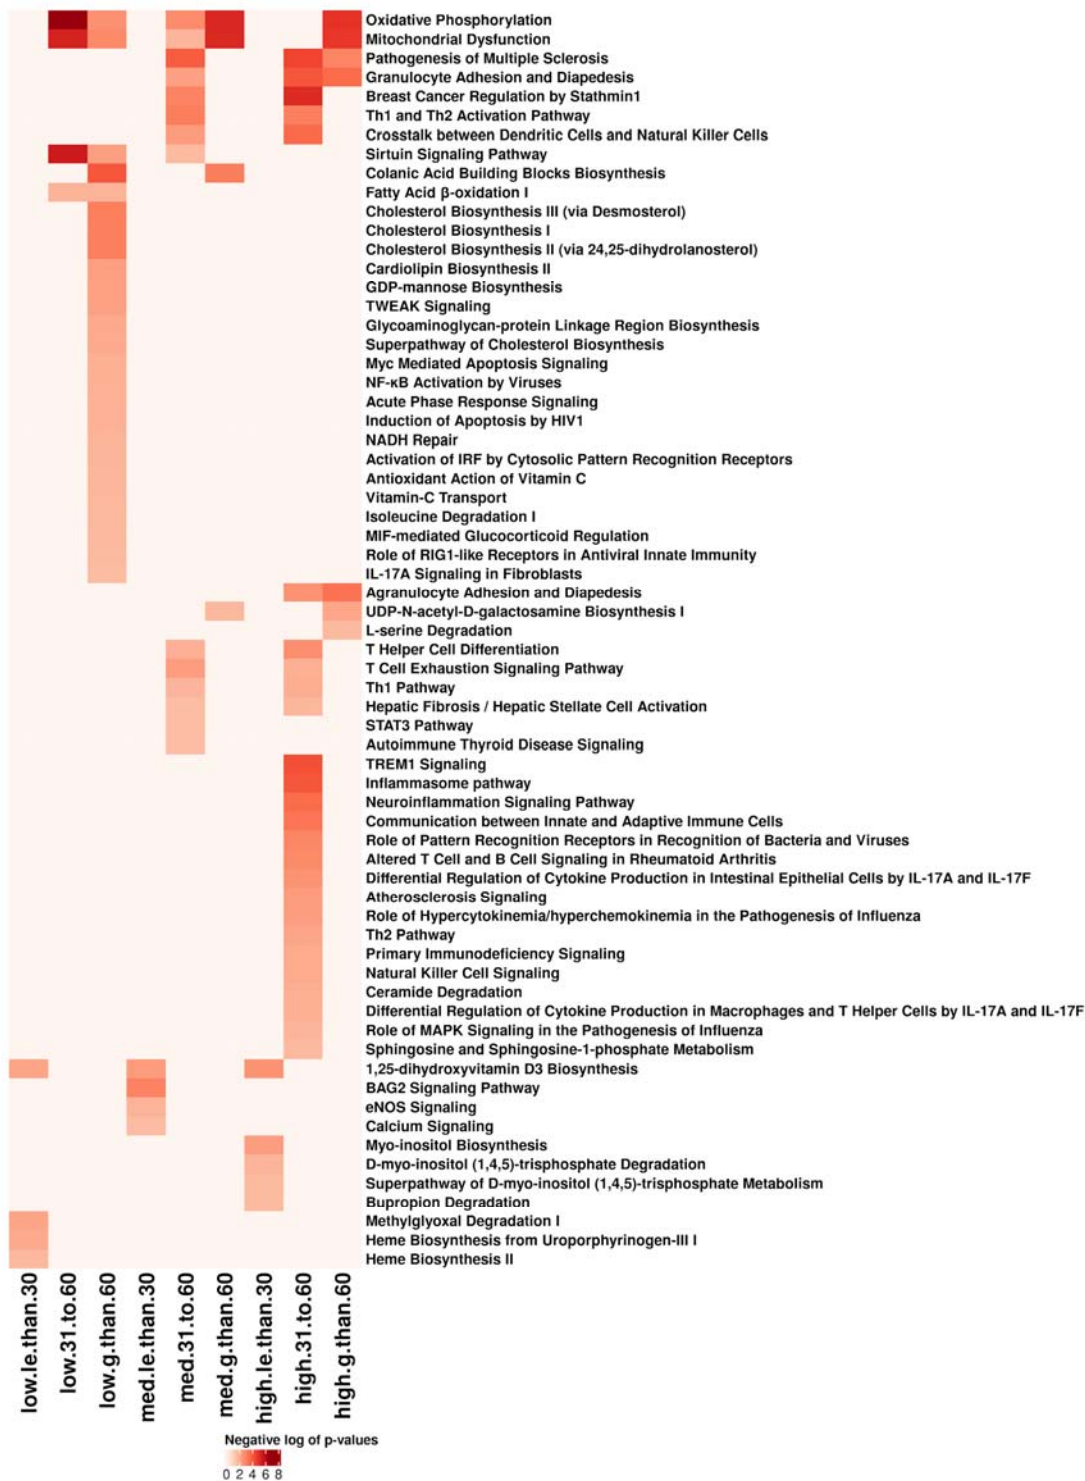 Oxidative Phosphorylation
Mitochondrial Dysfunction
Pathogenesis of Multiple Sclerosis
Granulocyte Adhesion and Diapedesis
Breast Cancer Regulation by Stathmin1
Th1 and Th2 Activation Pathway
Crosstalk between Dendritic Cells and Natural Killer Cells
Sirtuin Signaling Pathway
Colanic Acid Building Blocks Biosynthesis
Fatty Acid β-oxidation I
Cholesterol Biosynthesis III (via Desmosterol)
Cholesterol Biosynthesis I
Cholesterol Biosynthesis II (via 24,25-dihydrolanosterol)
Cardiolipin Biosynthesis II
GDP-mannose Biosynthesis
TWEAK Signaling
Glycoaminoglycan-protein Linkage Region Biosynthesis
Superpathway of Cholesterol Biosynthesis
Myc Mediated Apoptosis Signaling
NF-κB Activation by Viruses
Acute Phase Response Signaling
Induction of Apoptosis by HIV1
NADH Repair
Activation of IRF by Cytosolic Pattern Recognition Receptors
Antioxidant Action of Vitamin C
Vitamin-C Transport
Isoleucine Degradation I
MIF-mediated Glucocorticoid Regulation
Role of RIG1-like Receptors in Antiviral Innate Immunity
IL-17A Signaling in Fibroblasts
Agranulocyte Adhesion and Diapedesis
UDP-N-acetyl-D-galactosamine Biosynthesis I
L-serine Degradation
T Helper Cell Differentiation
T Cell Exhaustion Signaling Pathway
Th1 Pathway
Hepatic Fibrosis / Hepatic Stellate Cell Activation
STAT3 Pathway
Autoimmune Thyroid Disease Signaling
TREM1 Signaling
Inflammasome pathway
Neuroinflammation Signaling Pathway
Communication between Innate and Adaptive Immune Cells
Role of Pattern Recognition Receptors in Recognition of Bacteria and Viruses
Altered T Cell and B Cell Signaling in Rheumatoid Arthritis
Differential Regulation of Cytokine Production in Intestinal Epithelial Cells by IL-17A and IL-17F
Atherosclerosis Signaling
Role of Hypercytokinemia/hyperchemokinemia in the Pathogenesis of Influenza
Th2 Pathway
Primary Immunodeficiency Signaling
Natural Killer Cell Signaling
Ceramide Degradation
Differential Regulation of Cytokine Production in Macrophages and T Helper Cells by IL-17A and IL-17F
Role of MAPK Signaling in the Pathogenesis of Influenza
Sphingosine and Sphingosine-1-phosphate Metabolism
1,25-dihydroxyvitamin D3 Biosynthesis
BAG2 Signaling Pathway
eNOS Signaling
Calcium Signaling
Myo-inositol Biosynthesis
D-myo-inositol (1,4,5)-trisphosphate Degradation
Superpathway of D-myo-inositol (1,4,5)-trisphosphate Metabolism
Bupropion Degradation
Methylglyoxal Degradation I
Heme Biosynthesis from Uroporphyrinogen-III I
Heme Biosynthesis II
low.le.than.30
low.31.to.60
low.g.than.60
med.le.than.30
med.31.to.60
med.g.than.60
high.le.than.30
high.31.to.60
high.g.than.60
Negative log of p-values
0 2 4 6 8